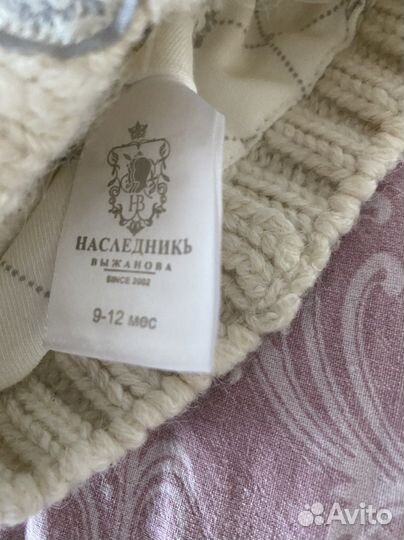 НВ
НАСЛЕДНИКЪ
ВЫЖАНОВА
SINCE 2002
9-12 мес
Avito